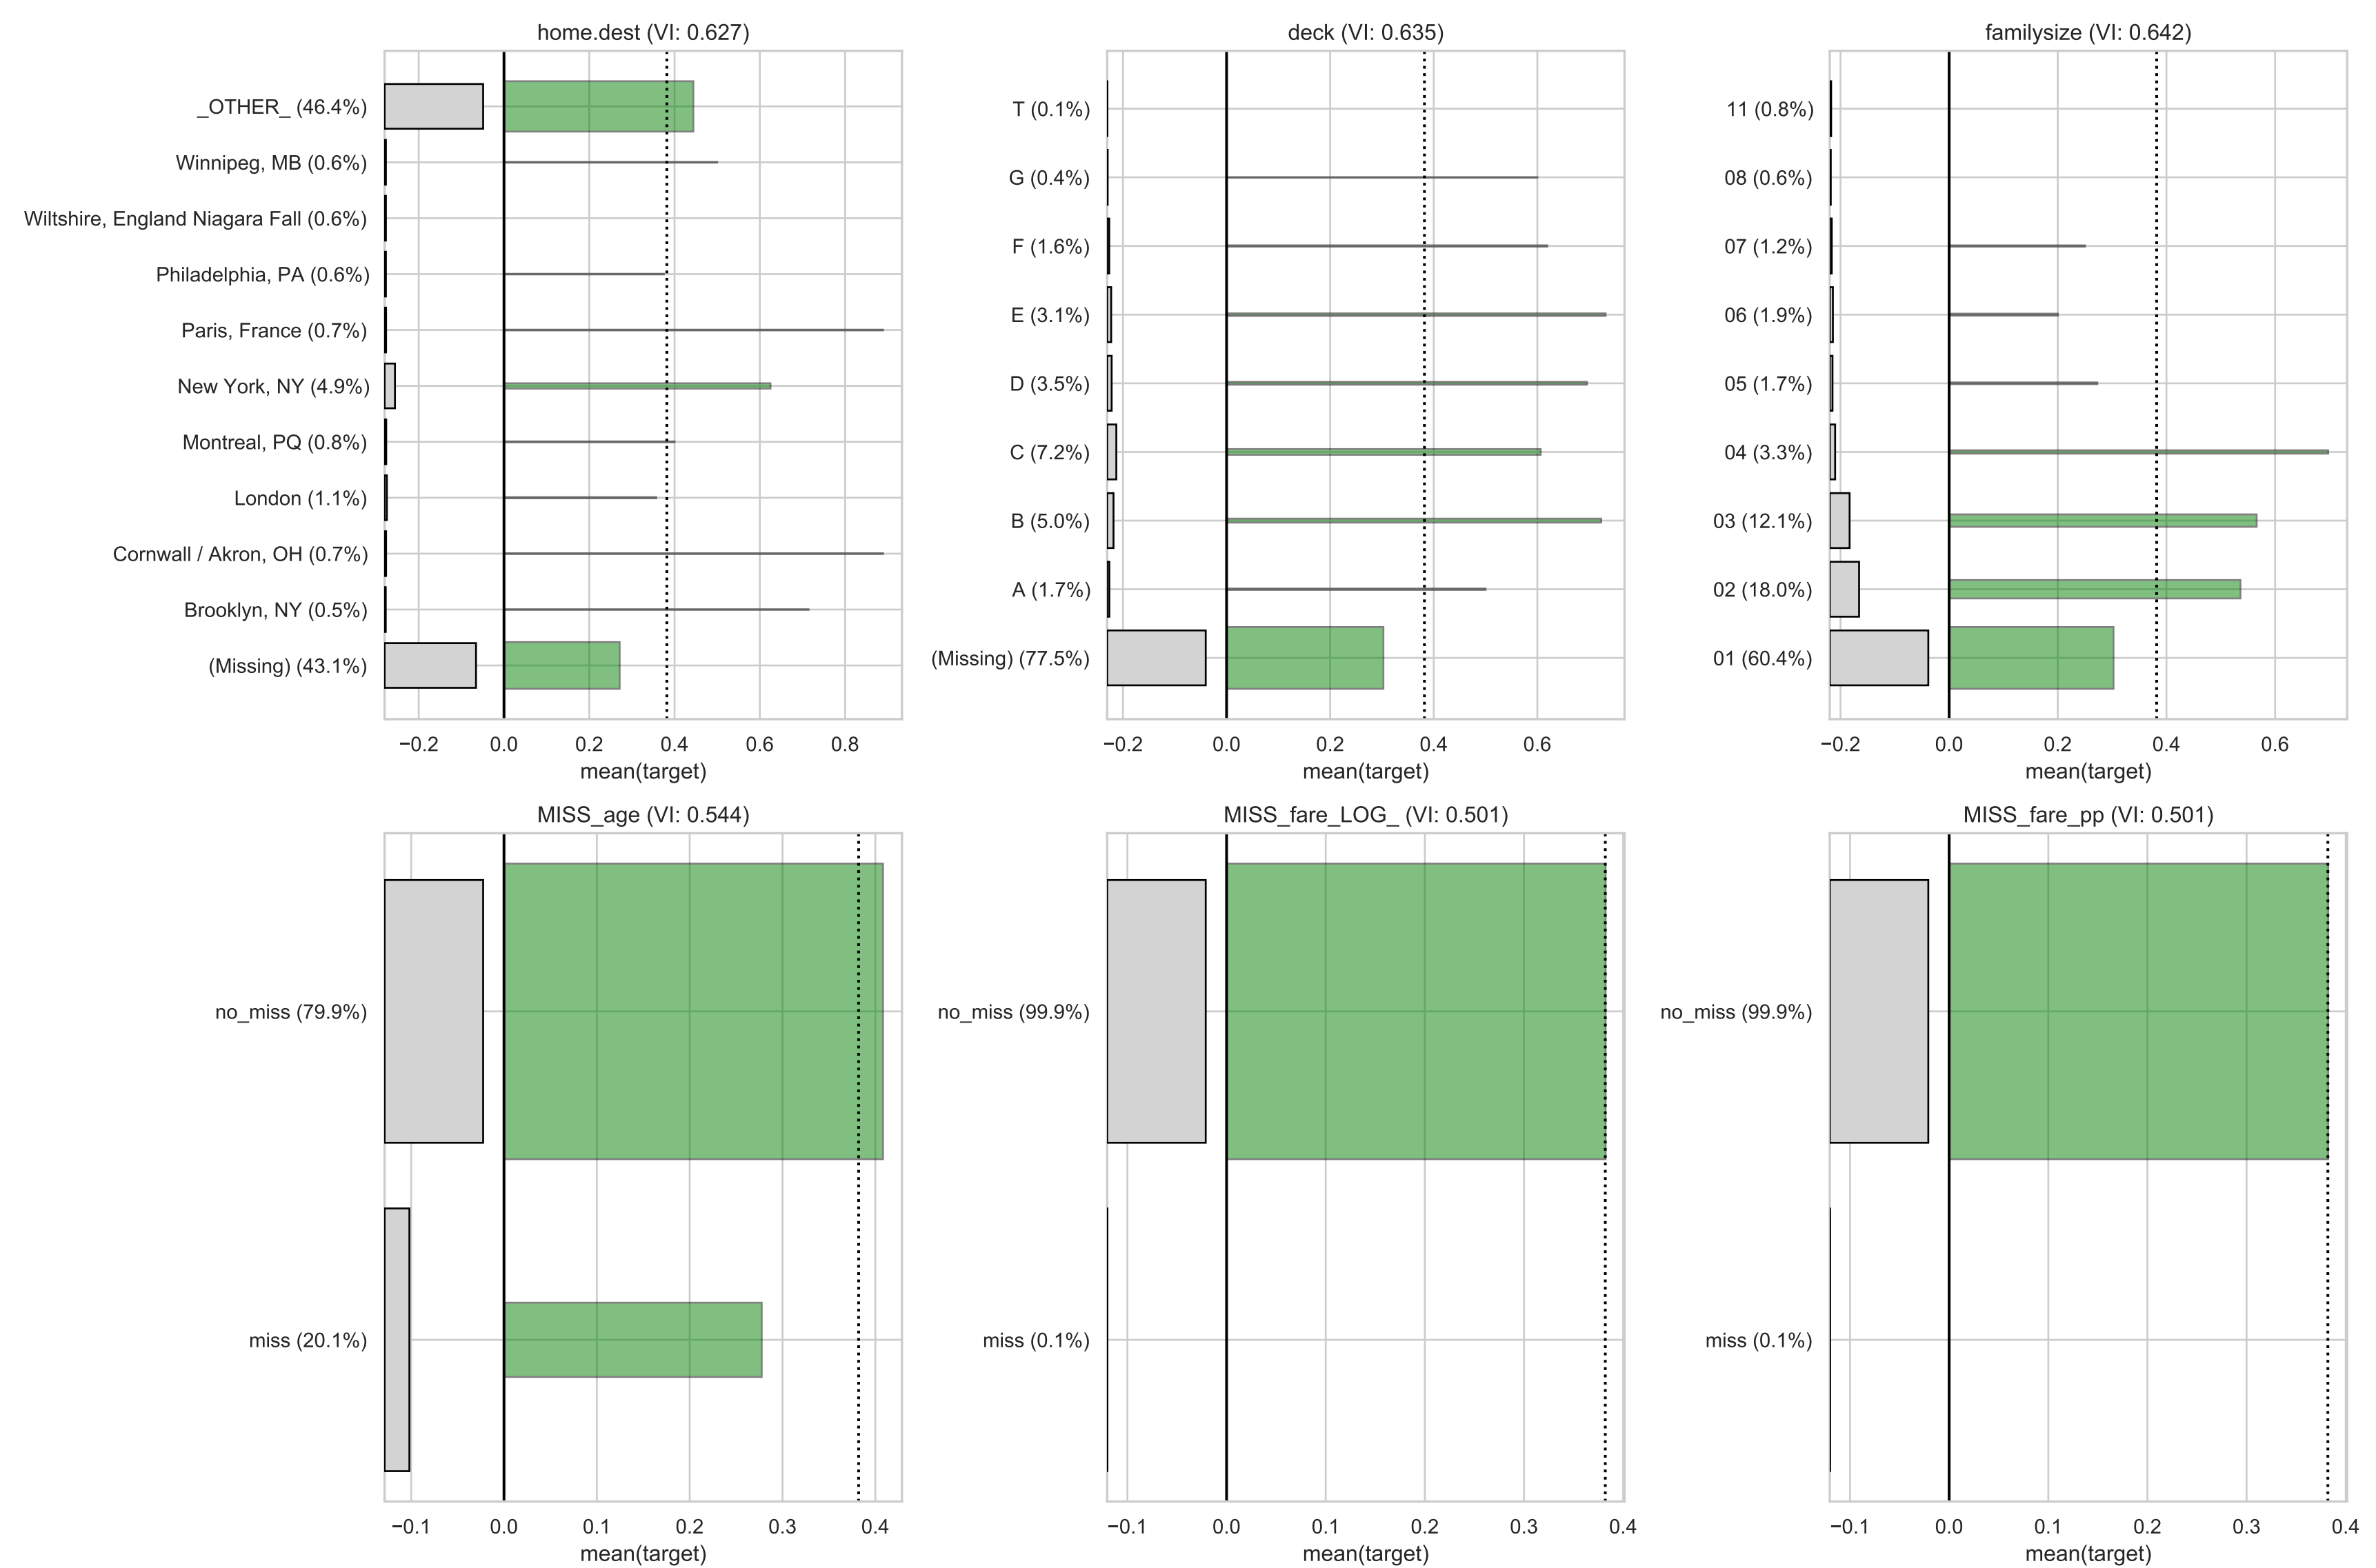 home.dest (VI: 0.627)
_OTHER_ (46.4%)
Winnipeg, MB (0.6%)
Wiltshire, England Niagara Fall (0.6%)
Philadelphia, PA (0.6%)
Paris, France (0.7%)
New York, NY (4.9%)
Montreal, PQ (0.8%)
London (1.1%)
Cornwall / Akron, OH (0.7%)
Brooklyn, NY (0.5%)
(Missing) (43.1%)
−0.2 0.0 0.2 0.4 0.6 0.8
mean(target)
deck (VI: 0.635)
T (0.1%)
G (0.4%)
F (1.6%)
E (3.1%)
D (3.5%)
C (7.2%)
B (5.0%)
A (1.7%)
(Missing) (77.5%)
−0.2 0.0 0.2 0.4 0.6
mean(target)
familysize (VI: 0.642)
11 (0.8%)
08 (0.6%)
07 (1.2%)
06 (1.9%)
05 (1.7%)
04 (3.3%)
03 (12.1%)
02 (18.0%)
01 (60.4%)
−0.2 0.0 0.2 0.4 0.6
mean(target)
MISS_age (VI: 0.544)
no_miss (79.9%)
miss (20.1%)
−0.1 0.0 0.1 0.2 0.3 0.4
mean(target)
MISS_fare_LOG_ (VI: 0.501)
no_miss (99.9%)
miss (0.1%)
−0.1 0.0 0.1 0.2 0.3 0.4
mean(target)
MISS_fare_pp (VI: 0.501)
no_miss (99.9%)
miss (0.1%)
−0.1 0.0 0.1 0.2 0.3 0.4
mean(target)